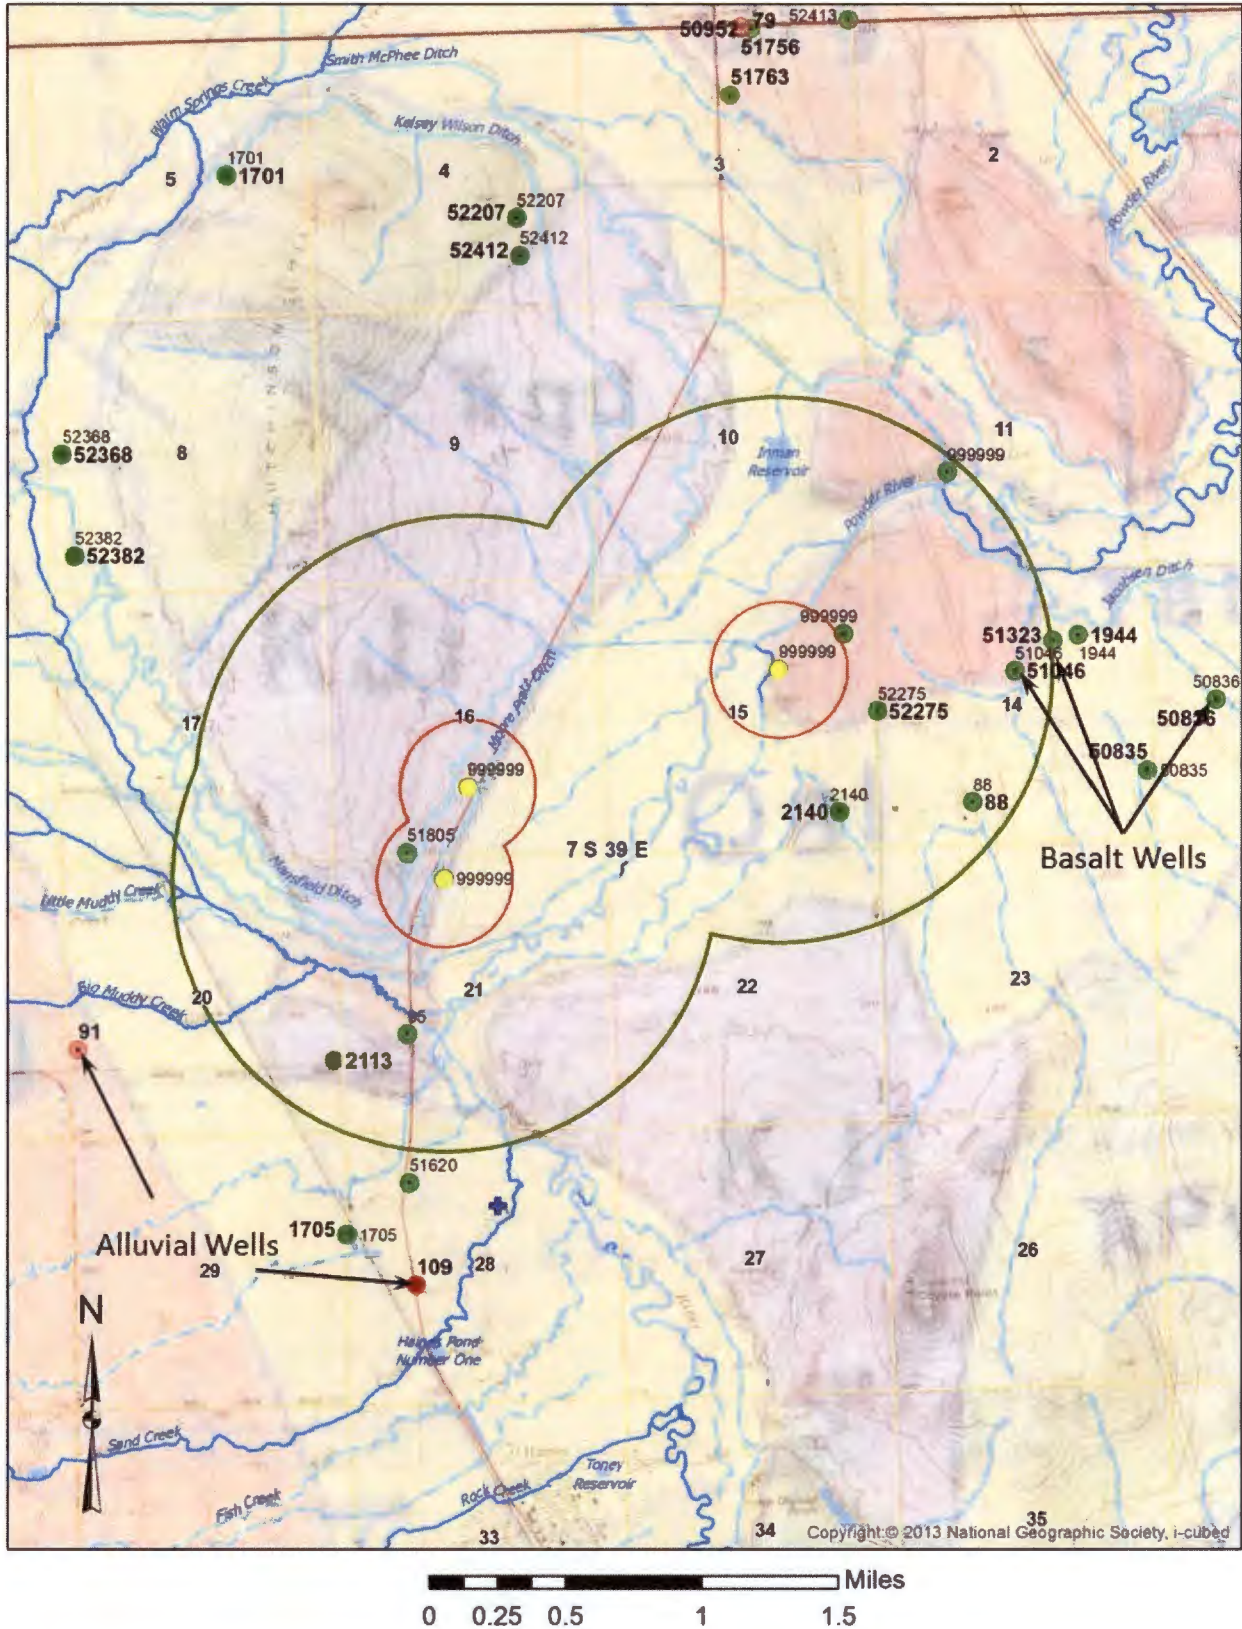 50952
79
52413
51756
51763
Smith McPhee Ditch
Warm Springs Creek
Kelsey Wilson Ditch
1701
1701
5
4
3
2
Powder River
Powder River
52207
52207
52412
52412
52368
52368
8
9
10
11
HUTCHINSON
Inman
Reservoir
999999
Powder River
52382
52382
Jacobsen Ditch
999999
999999
51323
1944
1944
51046
51046
14
15
52275
52275
50836
50836
50835
50835
17
16
Moore Platt Ditch
999999
88
88
2140
2140
Basalt Wells
51805
7 S 39 E
999999
Mansfield Ditch
Little Muddy Creek
Big Muddy Creek
20
21
22
23
91
95
2113
51620
1705
1705
Alluvial Wells
29
109
28
27
26
Coyote Point
N
Haines Pond
Number One
Sand Creek
Fish Creek
Rock Creek
Toney
Reservoir
33
34
35
Copyright:© 2013 National Geographic Society, i-cubed
Miles
0 0.25 0.5 1 1.5